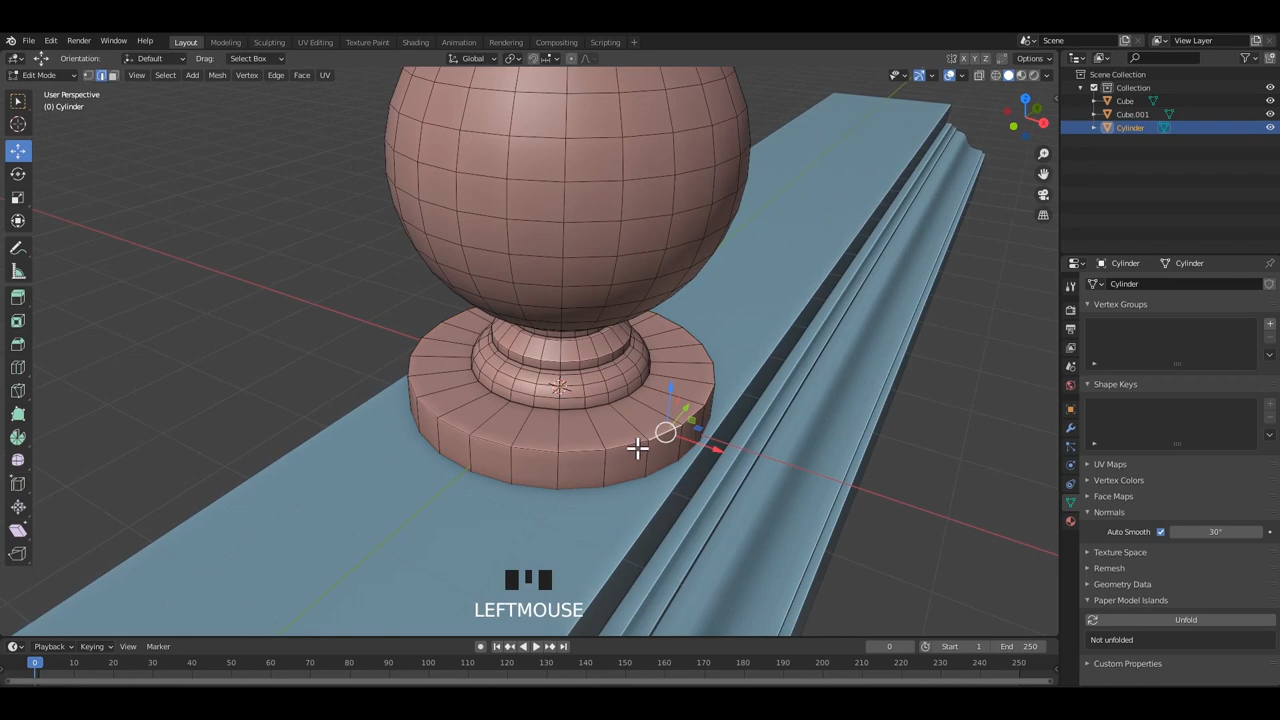 File Edit Render Window Help Layout Modeling Sculpting UV Editing Texture Paint Shading Animation Rendering Compositing Scripting + Scene View Layer
Orientation: Default Drag: Select Box Global Options
Edit Mode View Select Add Mesh Vertex Edge Face UV X Y Z
User Perspective
(0) Cylinder
Scene Collection
Collection
Cube
Cube.001
Cylinder
Cylinder Cylinder
Cylinder
Vertex Groups
Shape Keys
UV Maps
Vertex Colors
Face Maps
Normals
Auto Smooth 30°
Texture Space
Remesh
Geometry Data
Paper Model Islands
Unfold
Not unfolded
Custom Properties
LEFTMOUSE
Playback Keying View Marker 0 Start 1 End 250
0 10 20 30 40 50 60 70 80 90 100 110 120 130 140 150 160 170 180 190 200 210 220 230 240 250